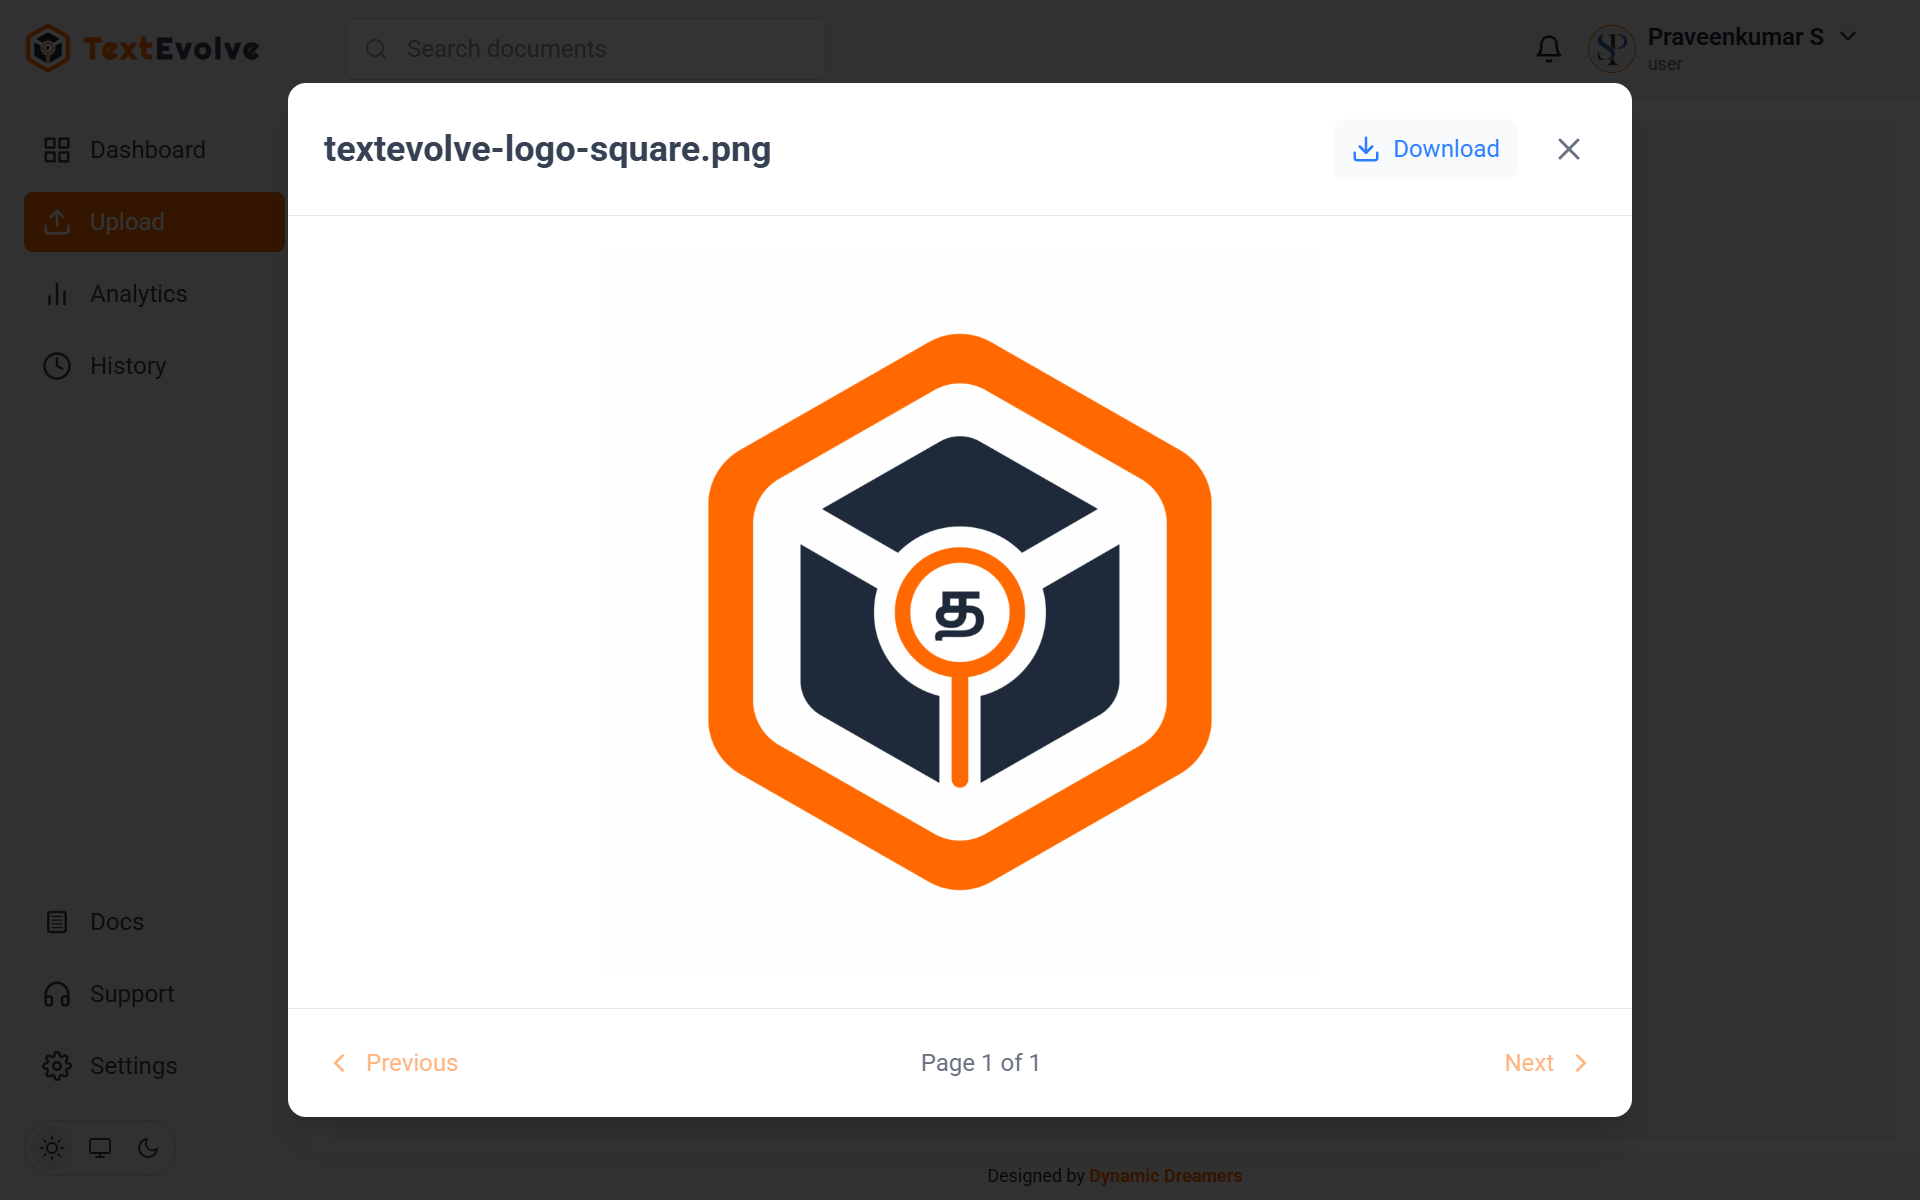 TextEvolve
Search documents
Praveenkumar S
user
Dashboard
Upload
Analytics
History
Docs
Support
Settings
textevolve-logo-square.png
Download
த
Previous
Page 1 of 1
Next
Designed by Dynamic Dreamers